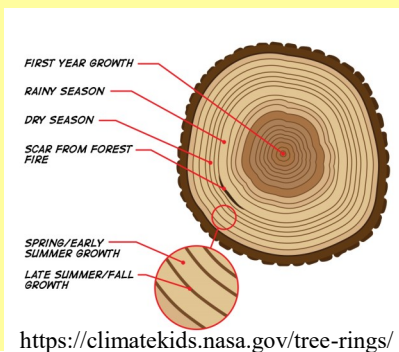 FIRST YEAR GROWTH
RAINY SEASON
DRY SEASON
SCAR FROM FOREST
FIRE
SPRING/EARLY
SUMMER GROWTH
LATE SUMMER/FALL
GROWTH
https://climatekids.nasa.gov/tree-rings/